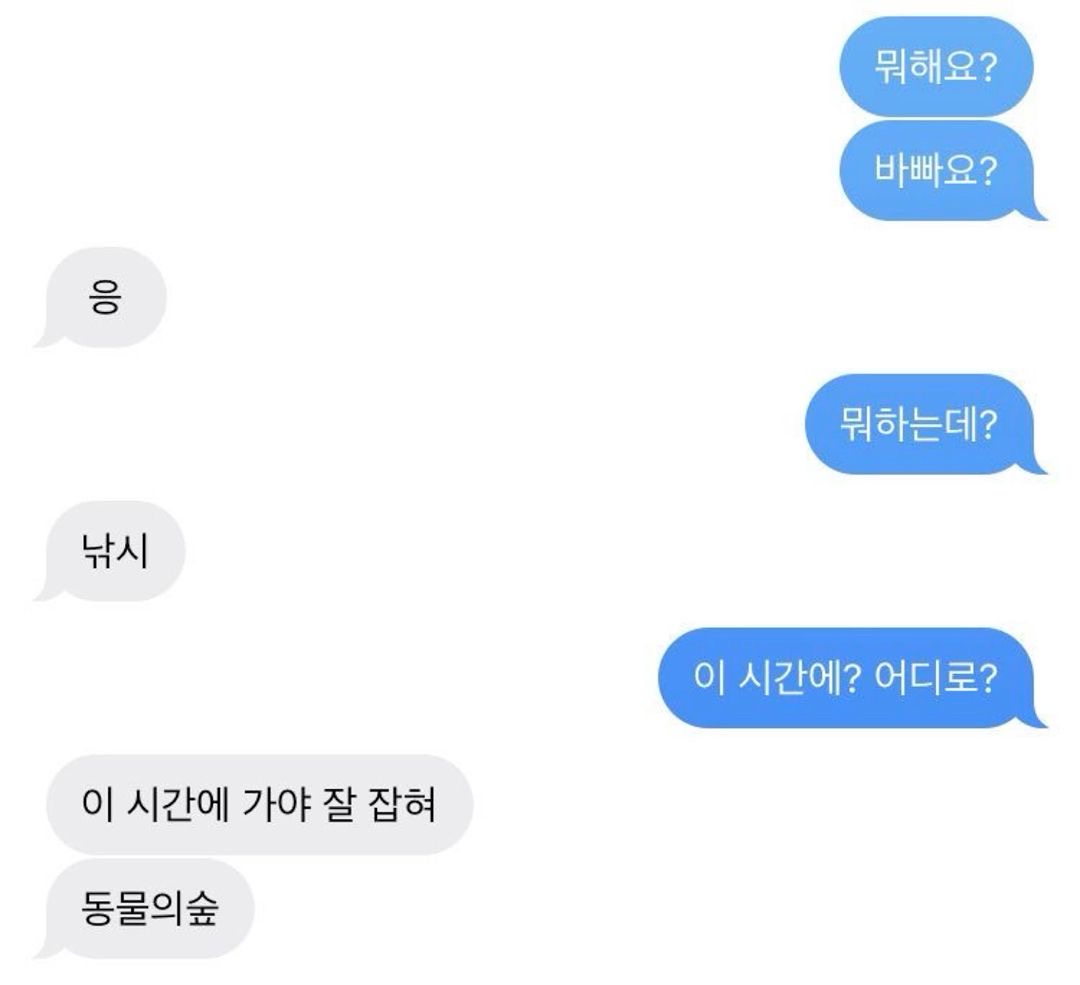 뭐해요?
바빠요?
응
뭐하는데?
낚시
이 시간에? 어디로?
이 시간에 가야 잘 잡혀
동물의숲